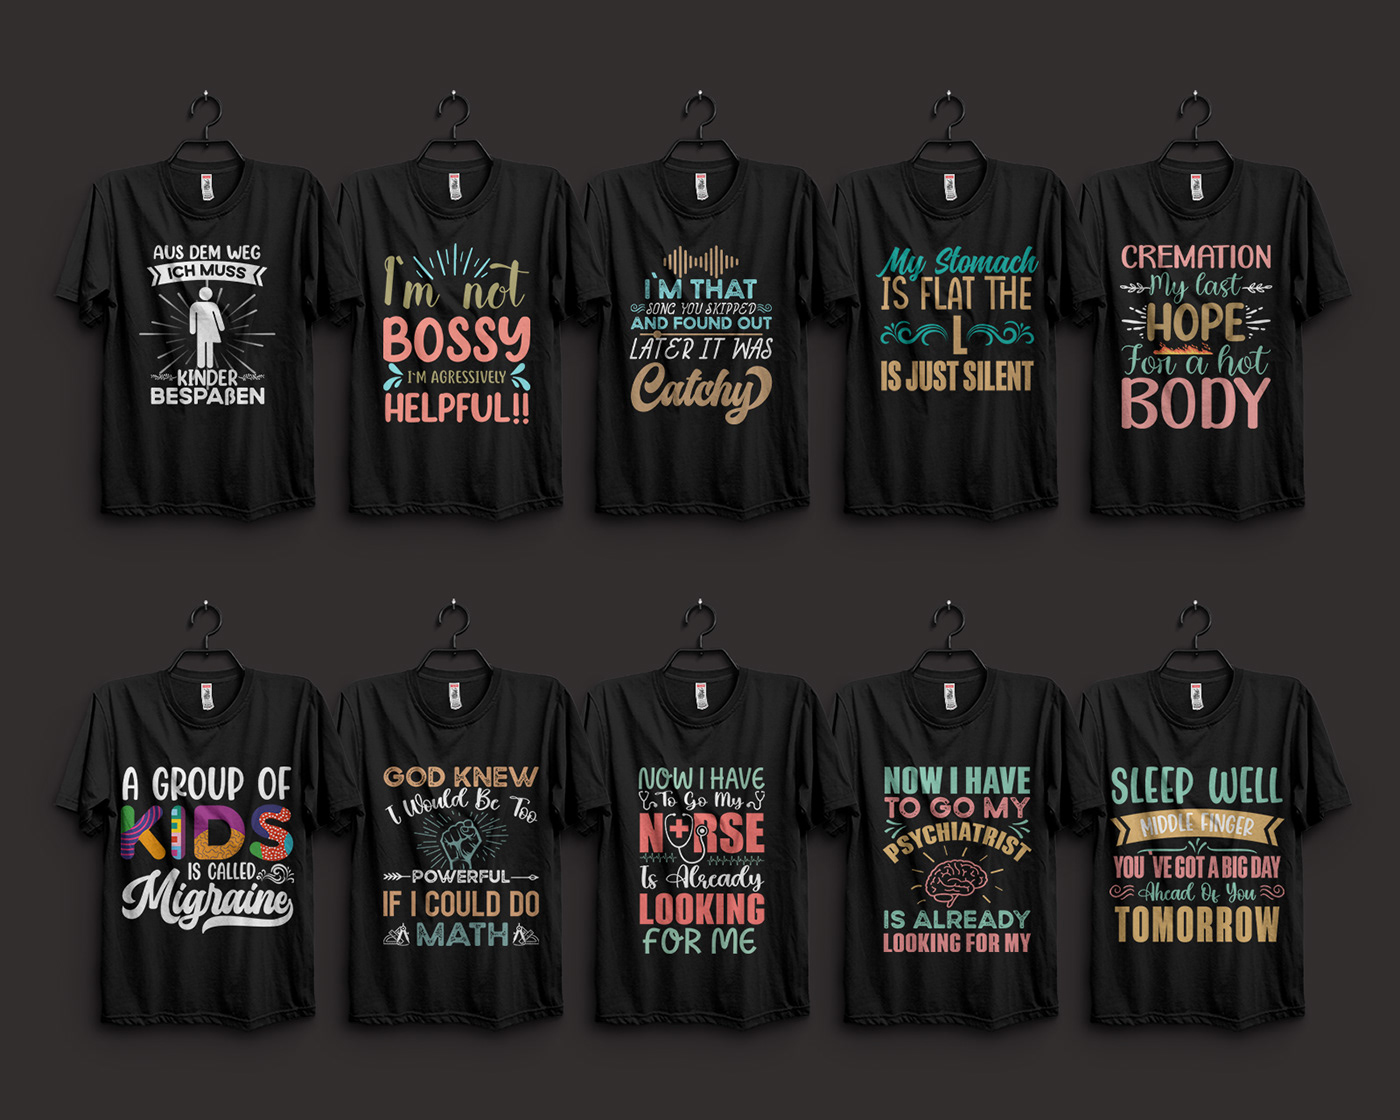 AUS DEM WEG
ICH MUSS
KINDER
BESPAßEN
I`m not
BOSSY
I'M AGRESSIVELY
HELPFUL!!
I`M THAT
SONG YOU SKIPPED
AND FOUND OUT
LATER IT WAS
Catchy
My Stomach
IS FLAT THE
L
IS JUST SILENT
CREMATION
My last
HOPE
For a hot
BODY
A GROUP OF
KIDS
IS CALLED
Migraine
GOD KNEW
I Would Be Too
POWERFUL
IF I COULD DO
MATH
NOW I HAVE
To Go My
NURSE
Is Already
LOOKING
FOR ME
NOW I HAVE
TO GO MY
PSYCHIATRIST
IS ALREADY
LOOKING FOR MY
SLEEP WELL
MIDDLE FINGER
YOU `VE GOT A BIG DAY
Ahead Of You
TOMORROW